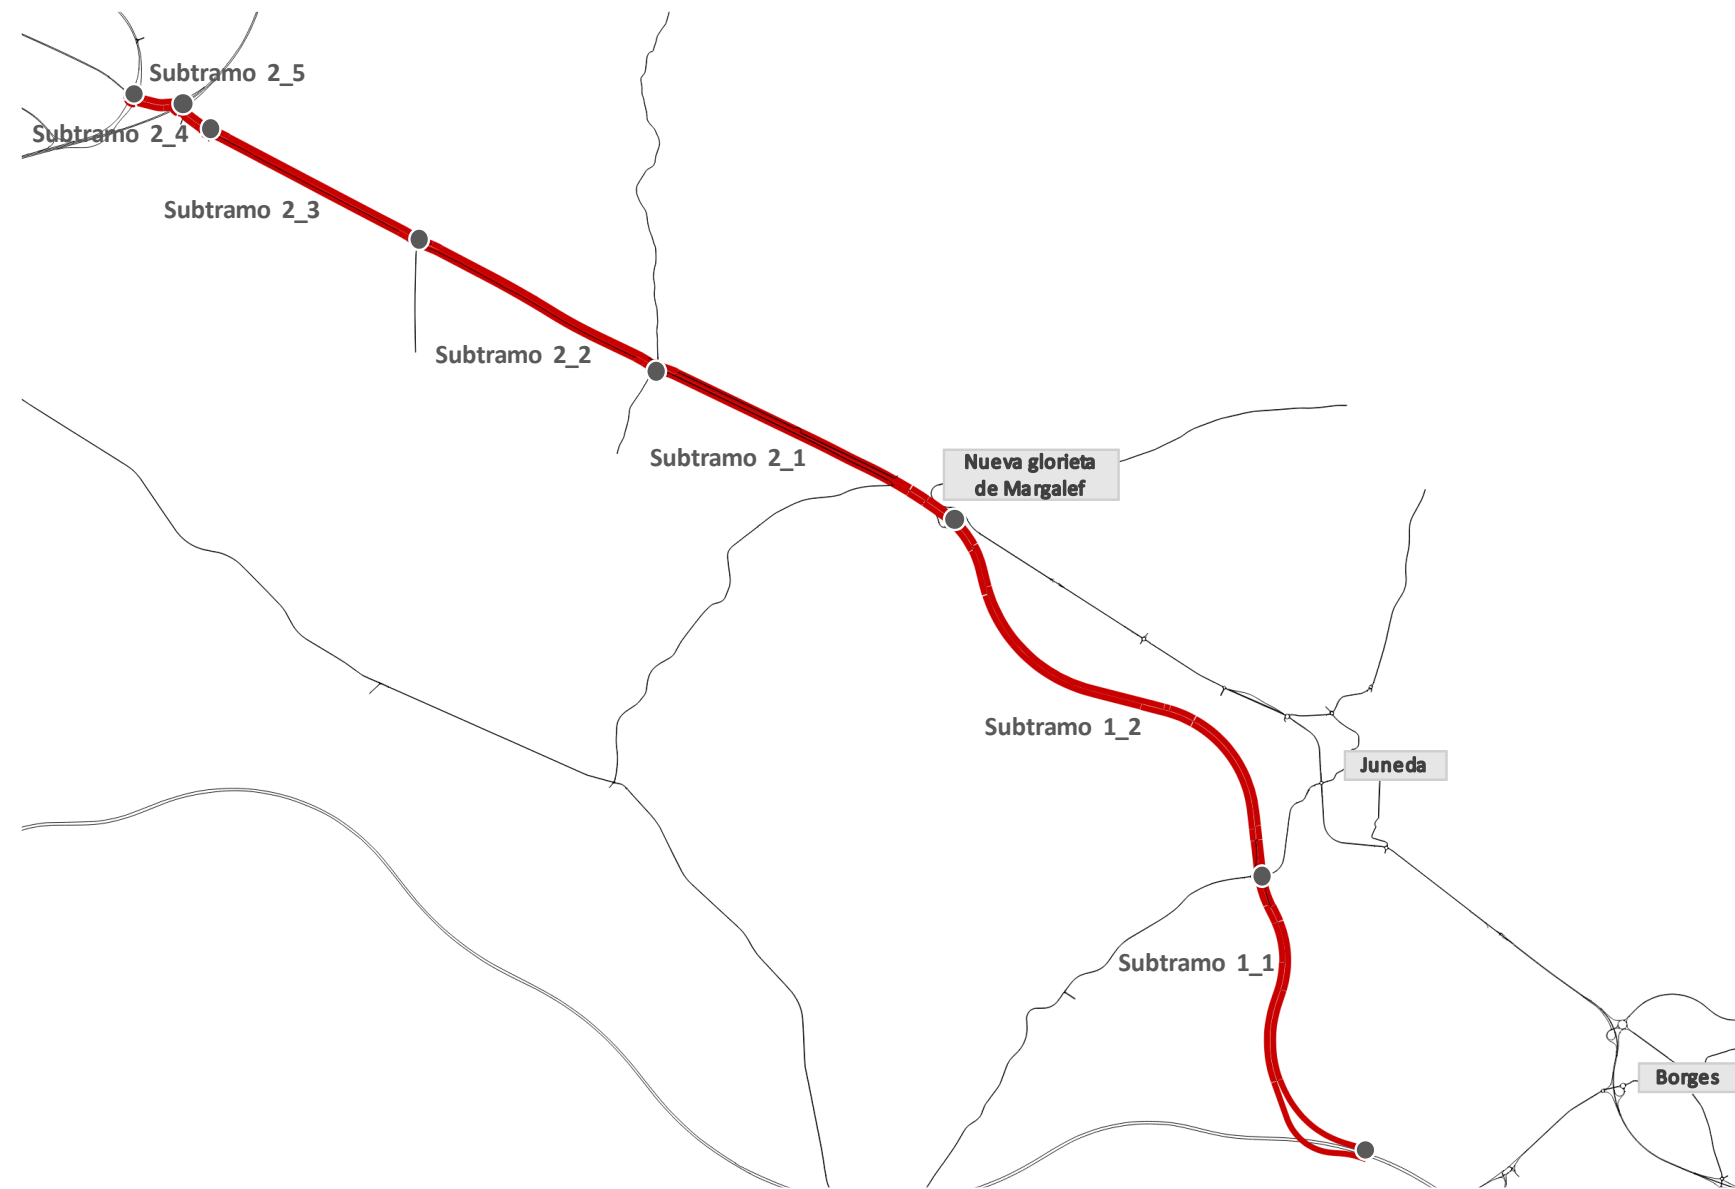 Subtramo 2_5
Subtramo 2_4
Subtramo 2_3
Subtramo 2_2
Subtramo 2_1
Nueva glorieta
de Margalef
Subtramo 1_2
Juneda
Subtramo 1_1
Borges